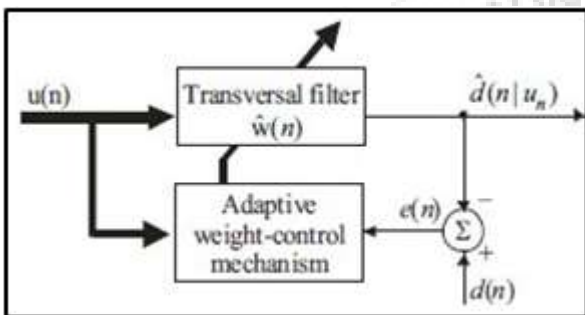 u(n)
Transversal filter
ŵ(n)
d̂(n|uₙ)
Adaptive
weight-control
mechanism
e(n)
−
Σ
+
d(n)